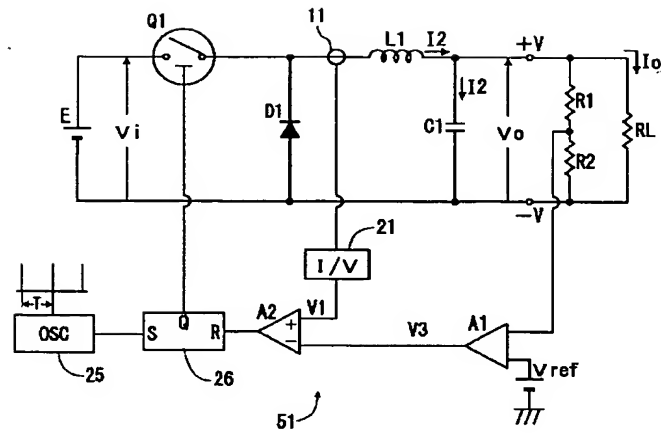 Q1
11
L1
I2
+V
Io
I2
R1
E
Vi
D1
C1
Vo
RL
R2
−V
21
I/V
T
V1
A2
+
−
V3
A1
OSC
S
Q
R
25
26
Vref
51